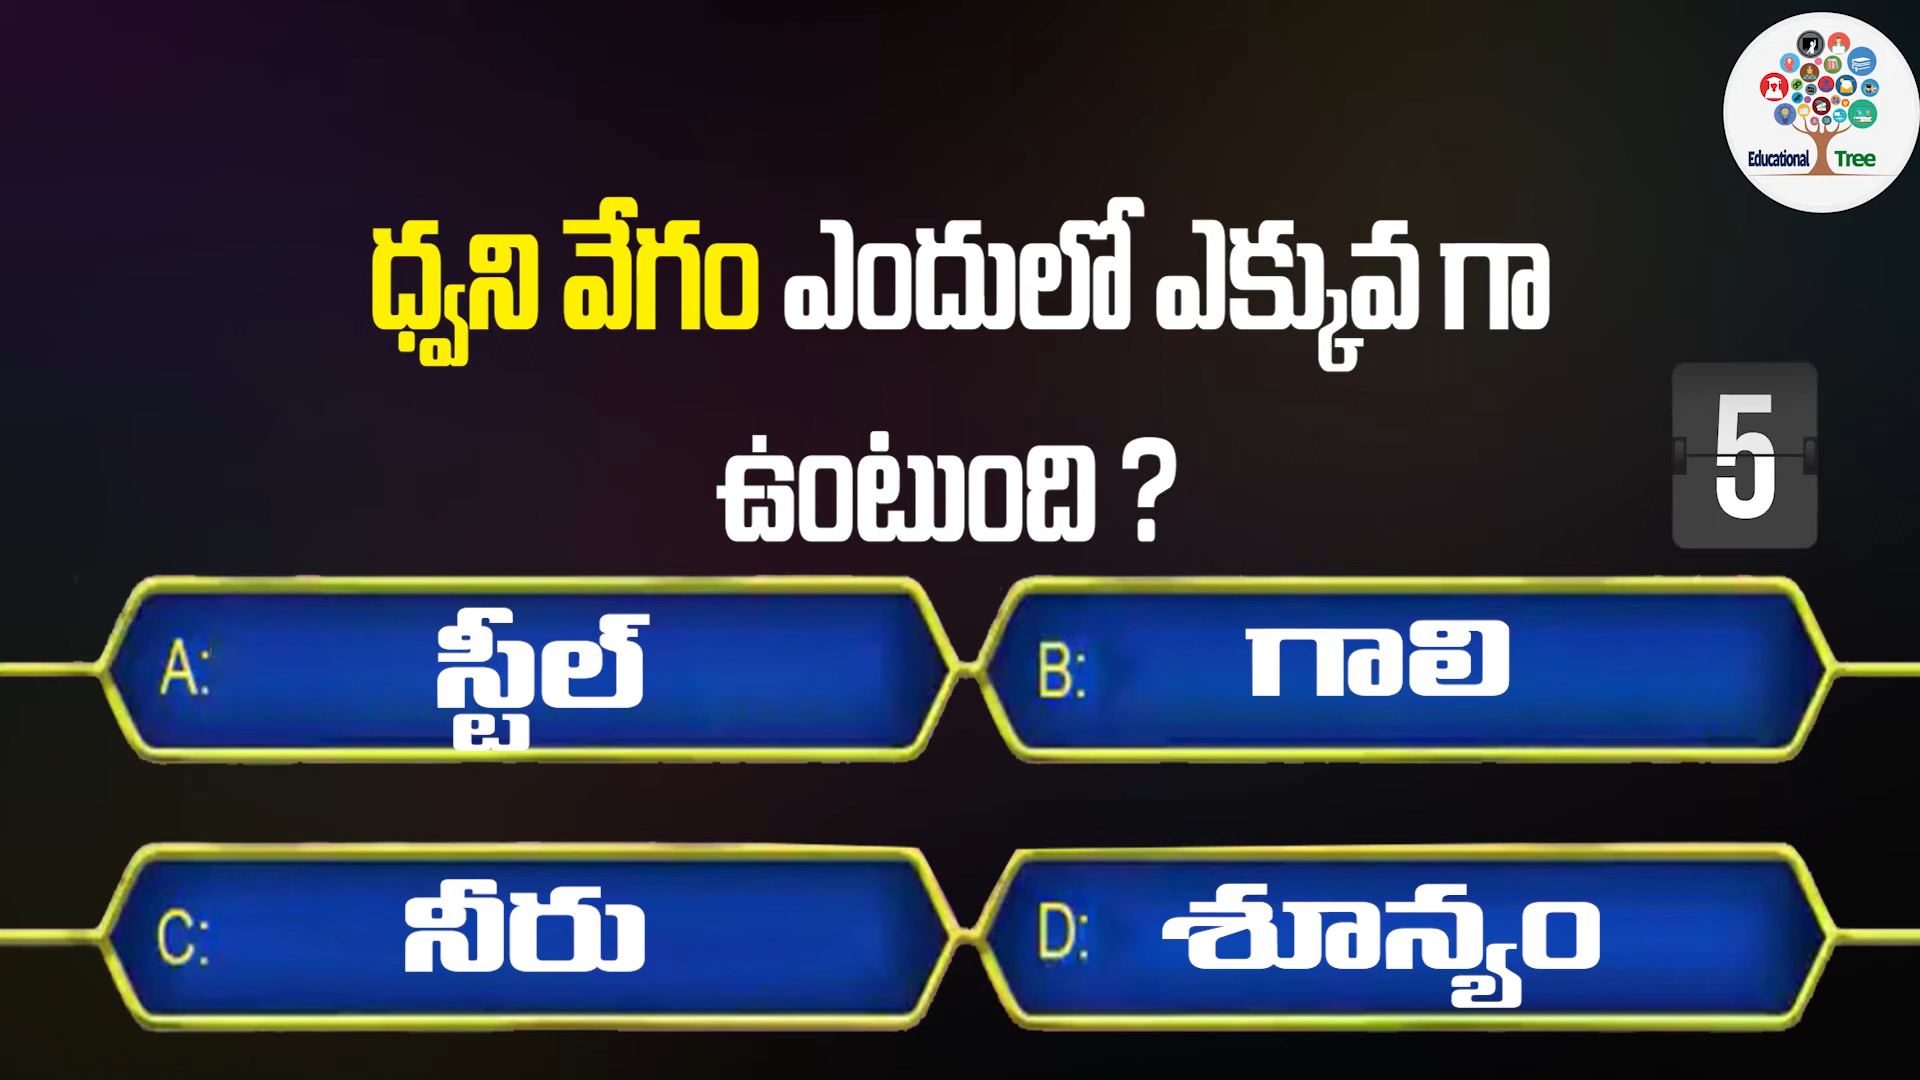 Educational Tree
ధ్వని వేగం ఎందులో ఎక్కువ గా
ఉంటుంది ?
5
A: స్టీల్
B: గాలి
C: నీరు
D: శూన్యం